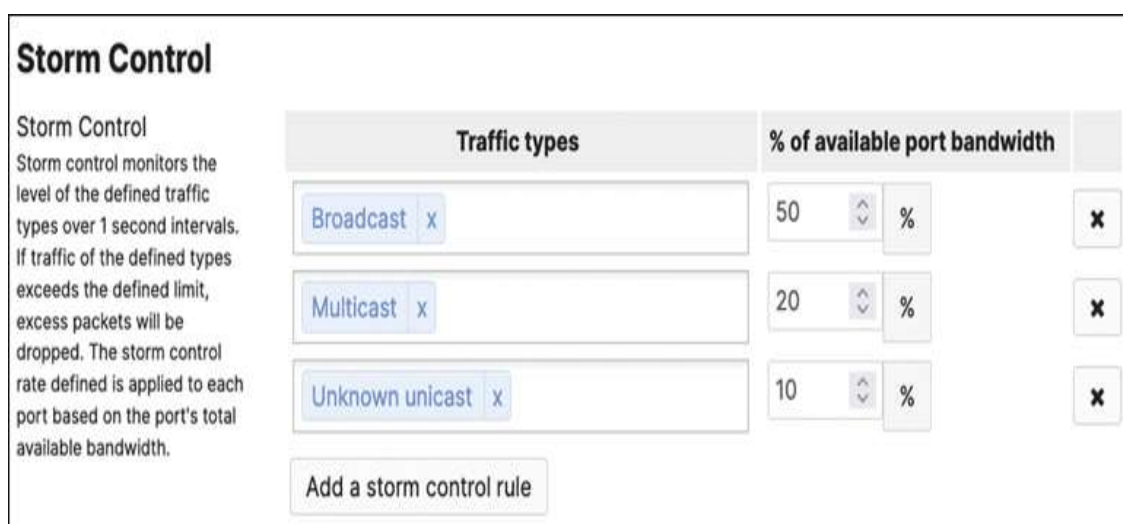 Storm Control
Storm Control
Storm control monitors the
level of the defined traffic
types over 1 second intervals.
If traffic of the defined types
exceeds the defined limit,
excess packets will be
dropped. The storm control
rate defined is applied to each
port based on the port's total
available bandwidth.
Traffic types % of available port bandwidth
Broadcast x 50 % x
Multicast x 20 % x
Unknown unicast x 10 % x
Add a storm control rule